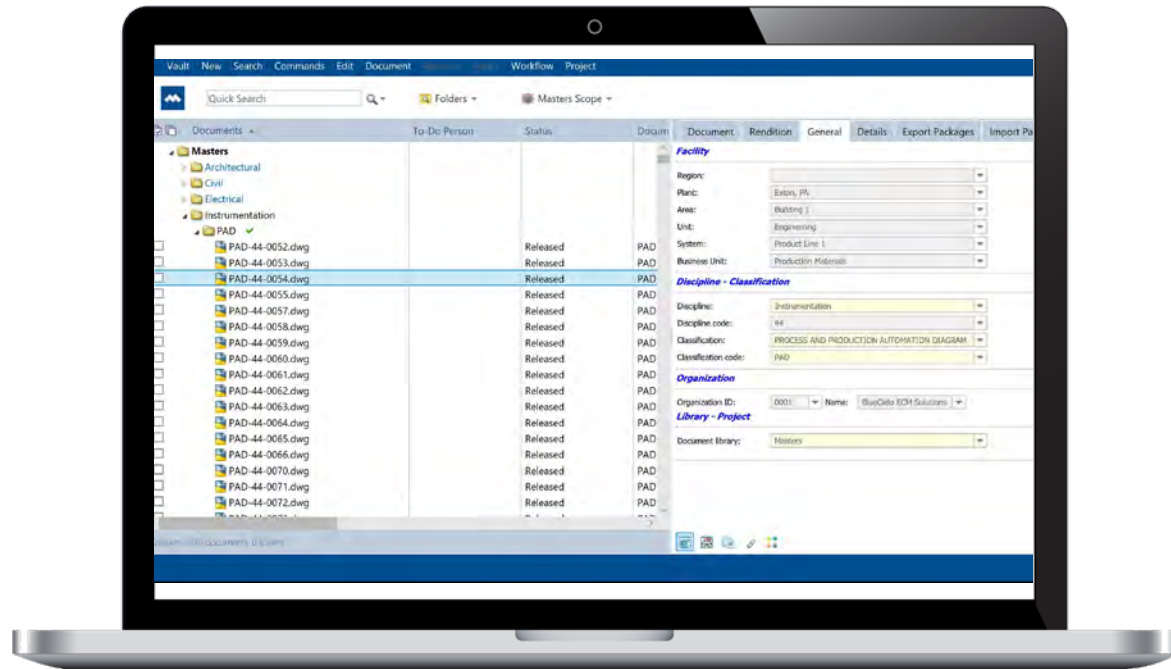 Vault New Search Commands Edit Document Workflow Project
Quick Search Folders Masters Scope
Documents To-Do Person Status Docum
Document Rendition General Details Export Packages Import Pa
Masters
Architectural
Civil
Electrical
Instrumentation
PAD
PAD-44-0052.dwg Released PAD
PAD-44-0053.dwg Released PAD
PAD-44-0054.dwg Released PAD
PAD-44-0055.dwg Released PAD
PAD-44-0057.dwg Released PAD
PAD-44-0058.dwg Released PAD
PAD-44-0059.dwg Released PAD
PAD-44-0060.dwg Released PAD
PAD-44-0061.dwg Released PAD
PAD-44-0062.dwg Released PAD
PAD-44-0063.dwg Released PAD
PAD-44-0064.dwg Released PAD
PAD-44-0065.dwg Released PAD
PAD-44-0066.dwg Released PAD
PAD-44-0070.dwg Released PAD
PAD-44-0071.dwg Released PAD
PAD-44-0072.dwg Released PAD
Facility
Region:
Plant: Exton, PA
Area: Building 1
Unit: Engineering
System: Product Line 1
Business Unit: Production Materials
Discipline - Classification
Discipline: Instrumentation
Discipline code: 44
Classification: PROCESS AND PRODUCTION AUTOMATION DIAGRAM
Classification code: PAD
Organization
Organization ID: 0001 Name: BlueCielo ECM Solutions
Library - Project
Document library: Masters